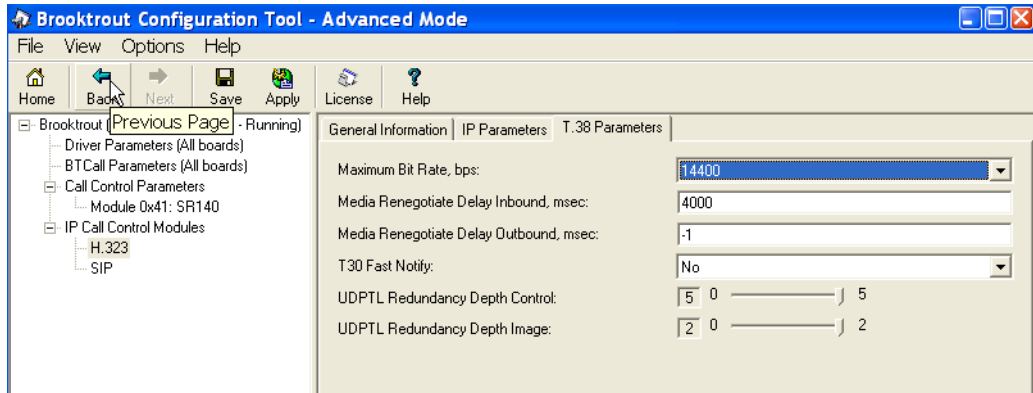 Brooktrout Configuration Tool - Advanced Mode
File View Options Help
Home Back Next Save Apply License Help
Previous Page
Brooktrout ( - Running)
Driver Parameters (All boards)
BTCall Parameters (All boards)
Call Control Parameters
Module 0x41: SR140
IP Call Control Modules
H.323
SIP
General Information IP Parameters T.38 Parameters
Maximum Bit Rate, bps: 14400
Media Renegotiate Delay Inbound, msec: 4000
Media Renegotiate Delay Outbound, msec: -1
T30 Fast Notify: No
UDPTL Redundancy Depth Control: 5 0 5
UDPTL Redundancy Depth Image: 2 0 2